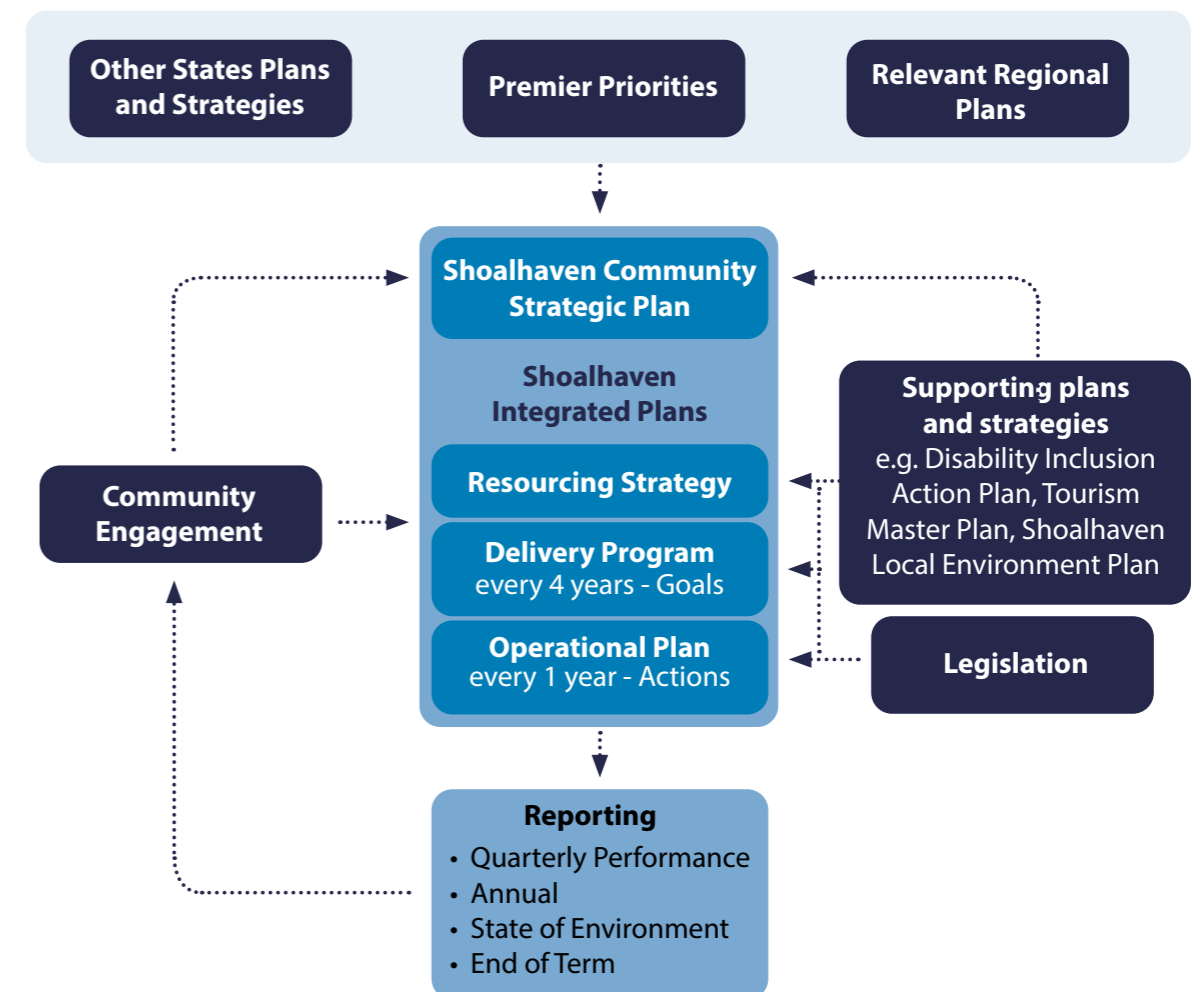 Other States Plans
and Strategies
Premier Priorities
Relevant Regional
Plans
Shoalhaven Community
Strategic Plan
Shoalhaven
Integrated Plans
Resourcing Strategy
Delivery Program
every 4 years - Goals
Operational Plan
every 1 year - Actions
Community
Engagement
Supporting plans
and strategies
e.g. Disability Inclusion
Action Plan, Tourism
Master Plan, Shoalhaven
Local Environment Plan
Legislation
Reporting
• Quarterly Performance
• Annual
• State of Environment
• End of Term